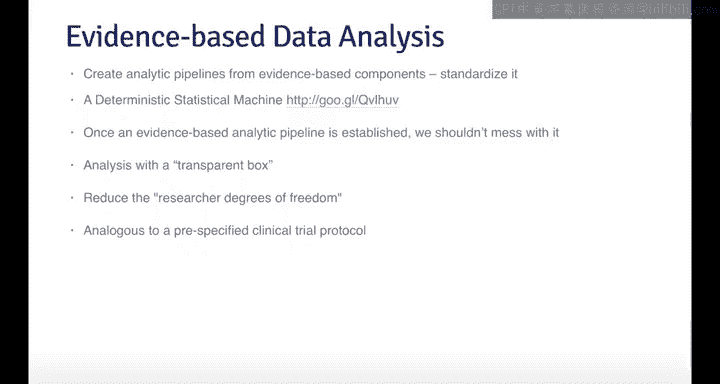 Evidence-based Data Analysis
· Create analytic pipelines from evidence-based components – standardize it
· A Deterministic Statistical Machine http://goo.gl/Qvlhuv
· Once an evidence-based analytic pipeline is established, we shouldn't mess with it
· Analysis with a “transparent box”
· Reduce the "researcher degrees of freedom"
· Analogous to a pre-specified clinical trial protocol